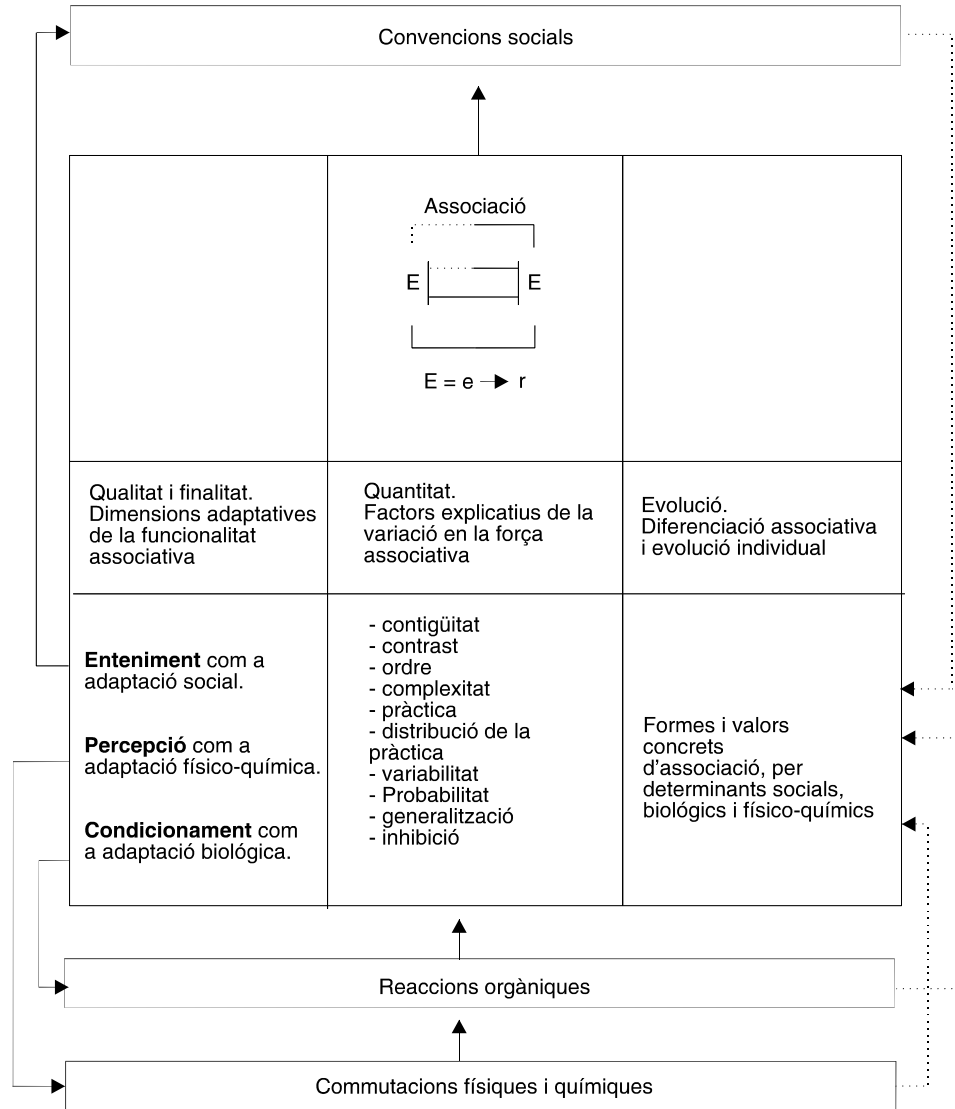 Convencions socials
Associació
E E
E = e r
Qualitat i finalitat.
Dimensions adaptatives
de la funcionalitat
associativa
Quantitat.
Factors explicatius de la
variació en la força
associativa
Evolució.
Diferenciació associativa
i evolució individual
Enteniment com a
adaptació social.
Percepció com a
adaptació físico-química.
Condicionament com
a adaptació biológica.
- contigüitat
- contrast
- ordre
- complexitat
- pràctica
- distribució de la
pràctica
- variabilitat
- Probabilitat
- generalització
- inhibició
Formes i valors
concrets
d’associació, per
determinants socials,
biológics i físico-químics
Reaccions orgàniques
Commutacions físiques i químiques